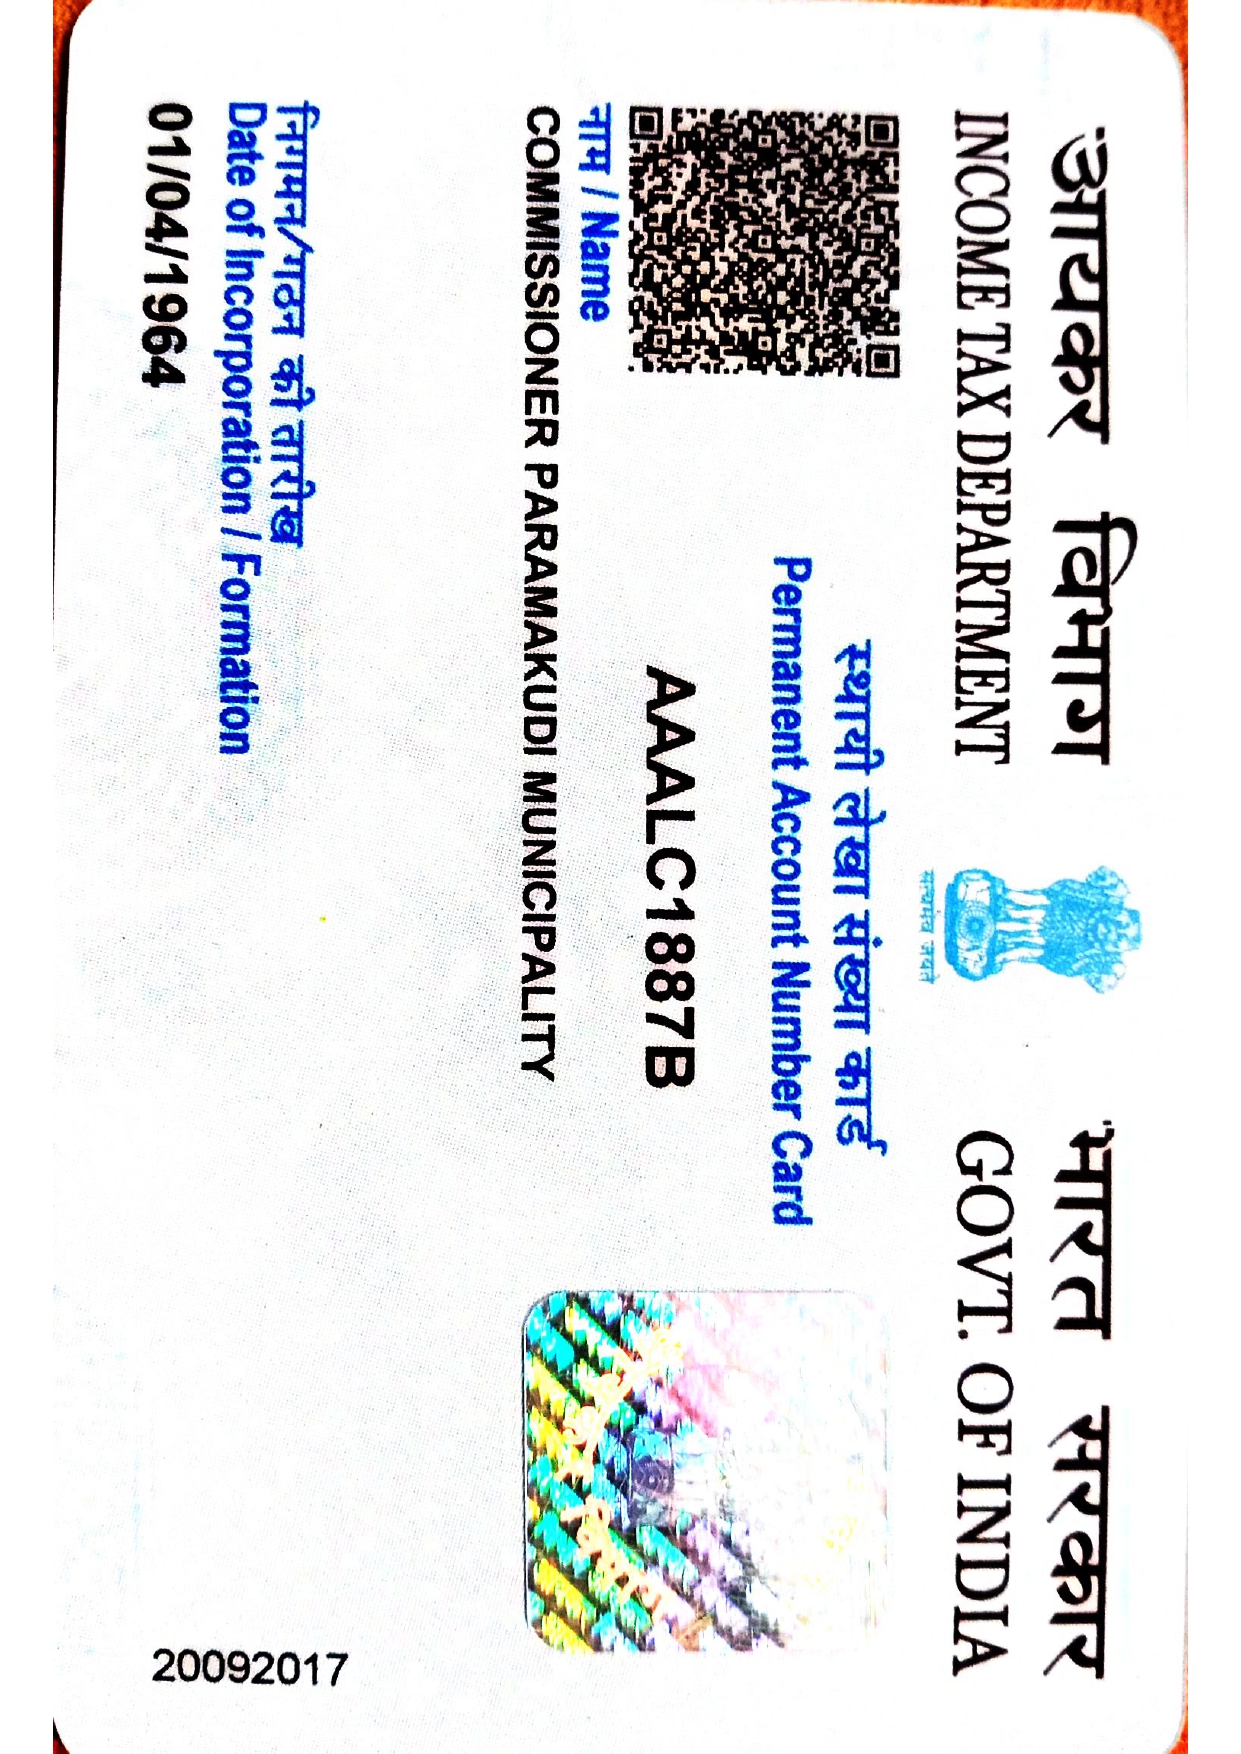 आयकर विभाग
INCOME TAX DEPARTMENT
सत्यमेव जयते
भारत सरकार
GOVT. OF INDIA
स्थायी लेखा संख्या कार्ड
Permanent Account Number Card
AAALC1887B
नाम / Name
COMMISSIONER PARAMAKUDI MUNICIPALITY
निगमन/गठन की तारीख
Date of Incorporation / Formation
01/04/1964
20092017